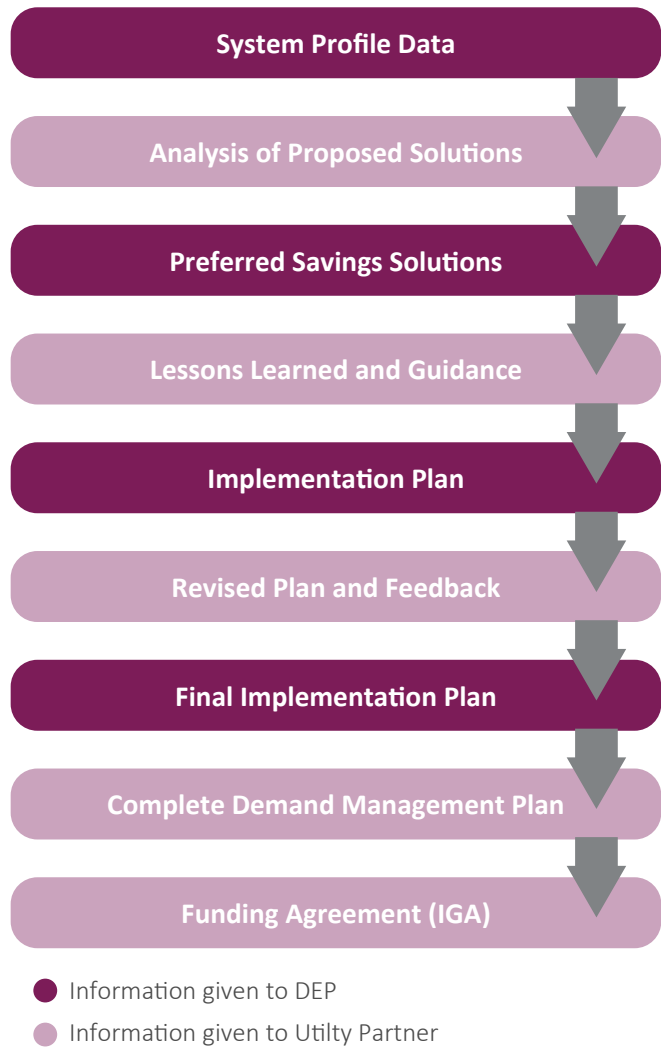 System Profile Data
Analysis of Proposed Solutions
Preferred Savings Solutions
Lessons Learned and Guidance
Implementation Plan
Revised Plan and Feedback
Final Implementation Plan
Complete Demand Management Plan
Funding Agreement (IGA)
Information given to DEP
Information given to Utilty Partner